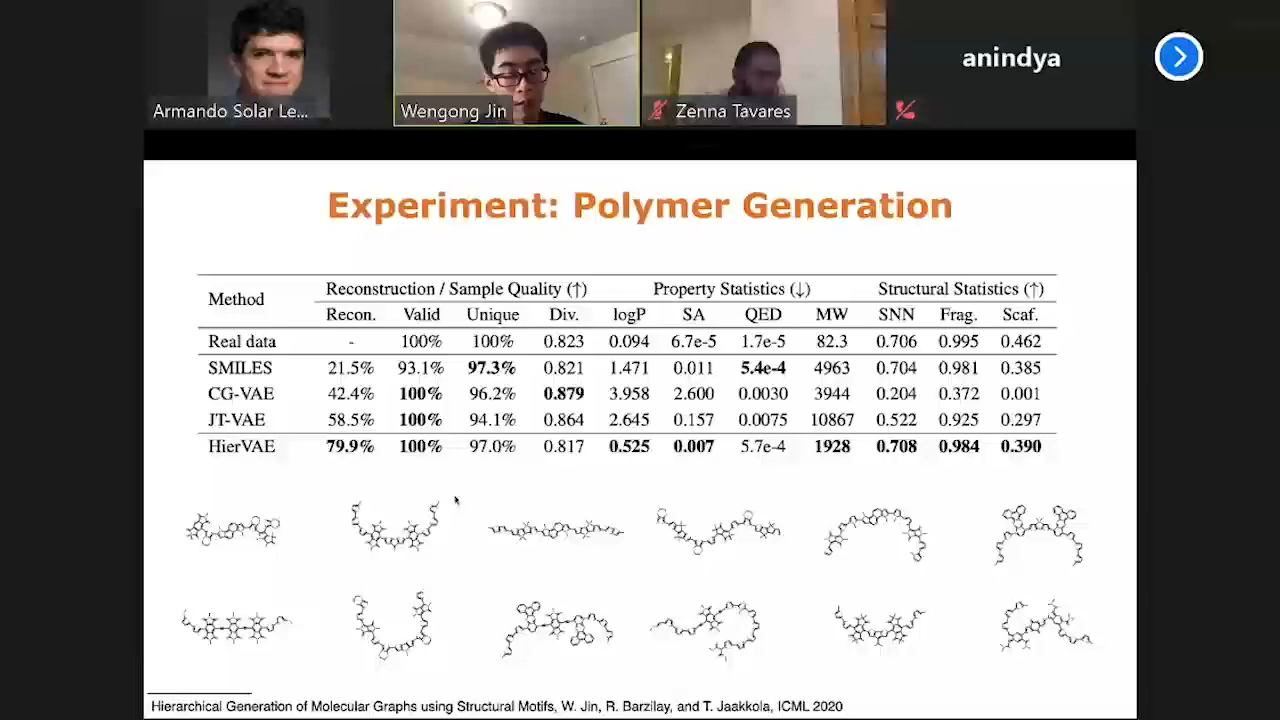 Armando Solar Le...
Wengong Jin
Zenna Tavares
anindya
Experiment: Polymer Generation
Method Reconstruction / Sample Quality (↑) Property Statistics (↓) Structural Statistics (↑)
Recon. Valid Unique Div. logP SA QED MW SNN Frag. Scaf.
Real data - 100% 100% 0.823 0.094 6.7e-5 1.7e-5 82.3 0.706 0.995 0.462
SMILES 21.5% 93.1% 97.3% 0.821 1.471 0.011 5.4e-4 4963 0.704 0.981 0.385
CG-VAE 42.4% 100% 96.2% 0.879 3.958 2.600 0.0030 3944 0.204 0.372 0.001
JT-VAE 58.5% 100% 94.1% 0.864 2.645 0.157 0.0075 10867 0.522 0.925 0.297
HierVAE 79.9% 100% 97.0% 0.817 0.525 0.007 5.7e-4 1928 0.708 0.984 0.390
Hierarchical Generation of Molecular Graphs using Structural Motifs, W. Jin, R. Barzilay, and T. Jaakkola, ICML 2020